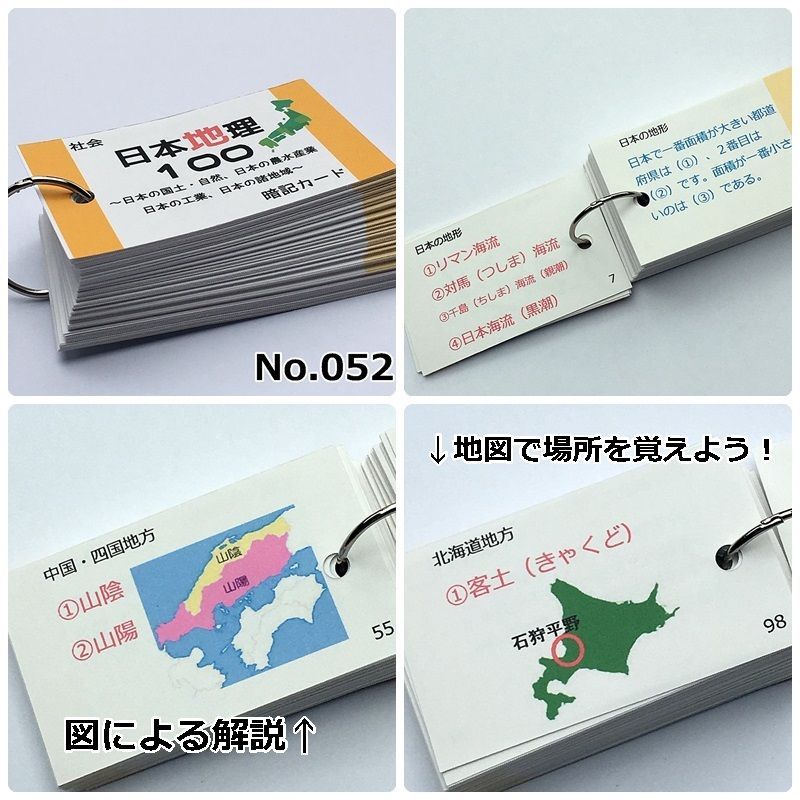 社会
日本地理
100
~日本の国土・自然、日本の農水産業
日本の工業、日本の諸地域~
暗記カード
No.052
日本の地形
①リマン海流
②対馬（つしま）海流
③千島（ちしま）海流（親潮）
④日本海流（黒潮）
7
日本の地形
日本で一番面積が大きい都道
府県は（①）、２番目は
（②）です。面積が一番小さ
いのは（③）である。
中国・四国地方
①山陰
②山陽
山陰
山陽
55
図による解説↑
↓地図で場所を覚えよう！
北海道地方
①客土（きゃくど）
石狩平野
98